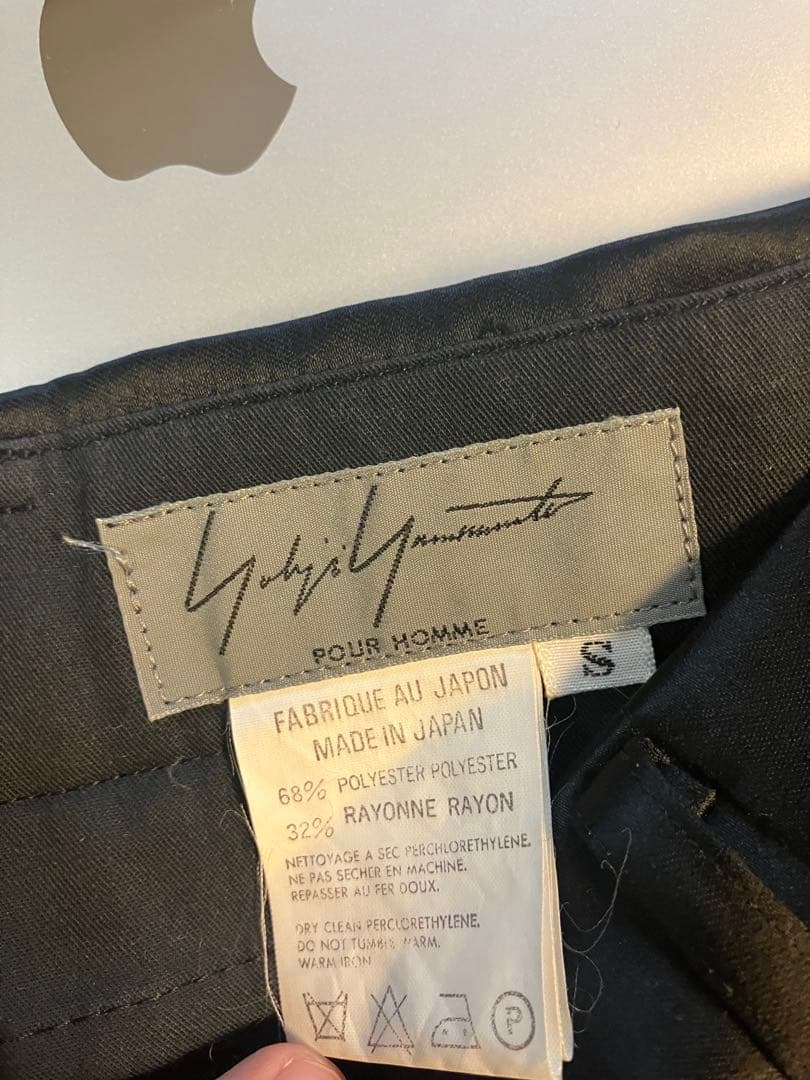 Yohji Yamamoto
POUR HOMME
S
FABRIQUE AU JAPON
MADE IN JAPAN
68% POLYESTER POLYESTER
32% RAYONNE RAYON
NETTOYAGE A SEC PERCHLORETHYLENE.
NE PAS SECHER EN MACHINE.
REPASSER AU FER DOUX.
DRY CLEAN PERCLORETHYLENE.
DO NOT TUMBLE WARM.
WARM IRON
P